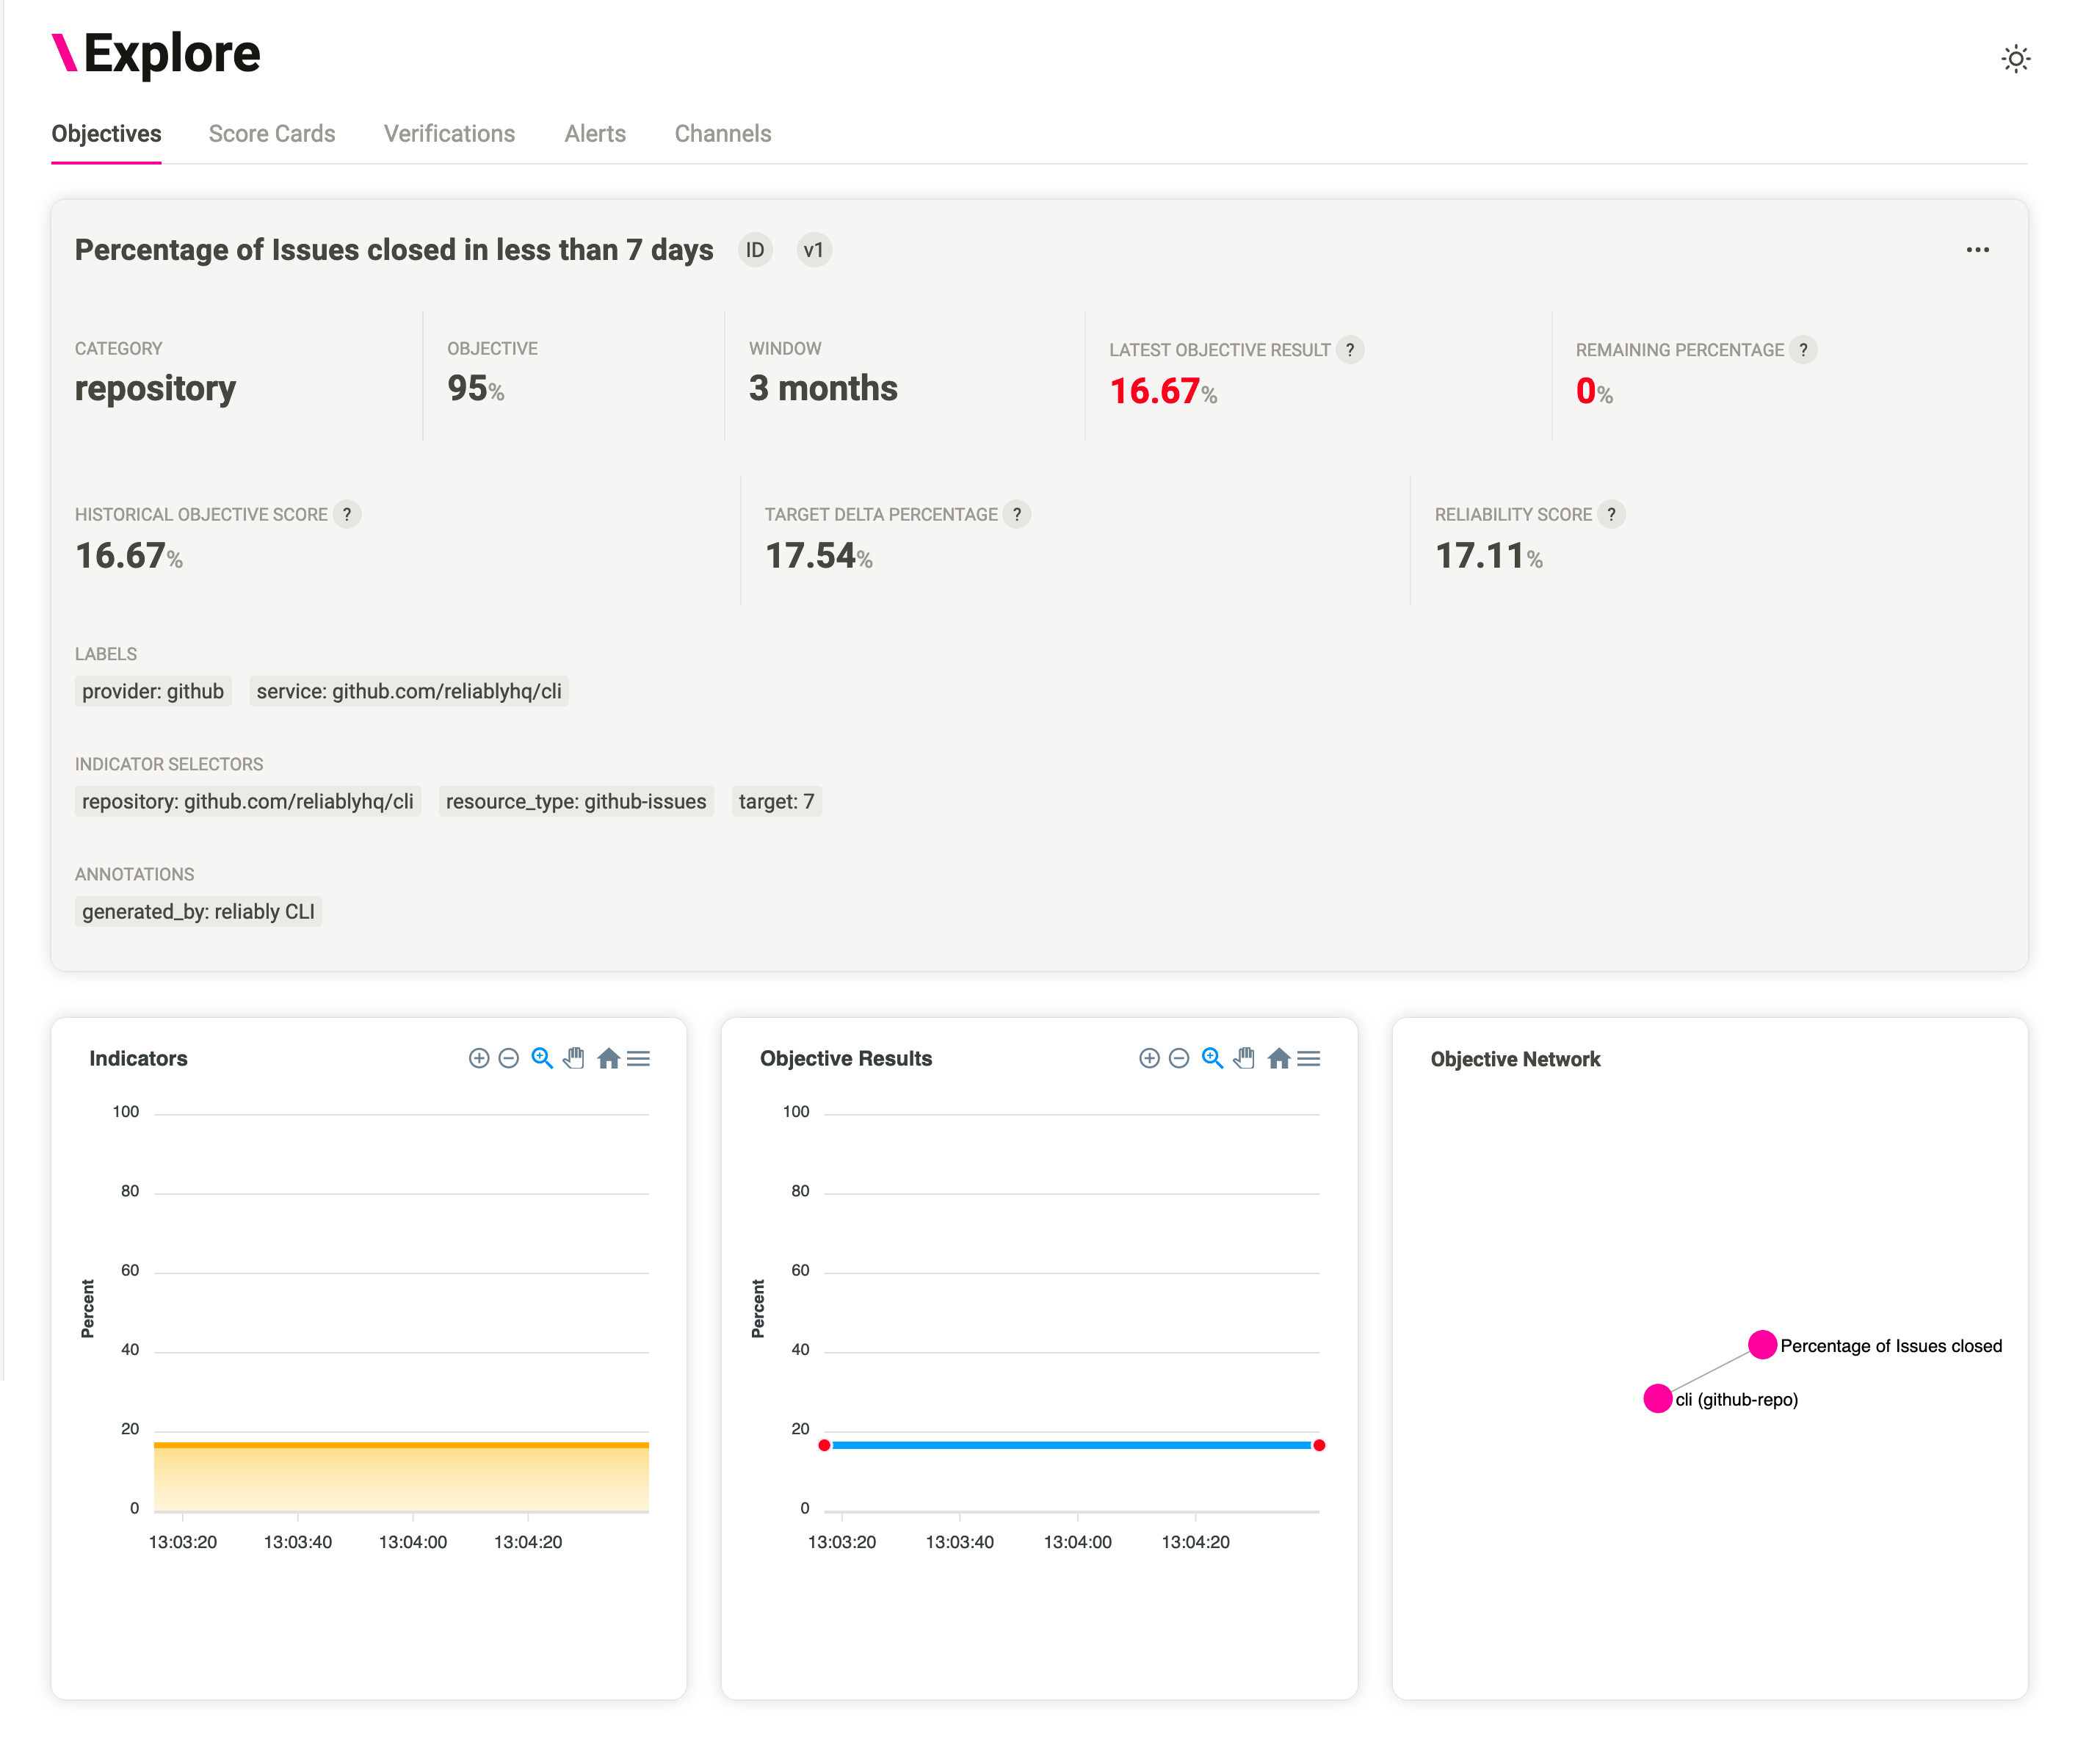 \Explore
Objectives Score Cards Verifications Alerts Channels
Percentage of Issues closed in less than 7 days ID v1 ...
CATEGORY OBJECTIVE WINDOW LATEST OBJECTIVE RESULT ? REMAINING PERCENTAGE ?
repository 95% 3 months 16.67% 0%
HISTORICAL OBJECTIVE SCORE ? TARGET DELTA PERCENTAGE ? RELIABILITY SCORE ?
16.67% 17.54% 17.11%
LABELS
provider: github service: github.com/reliablyhq/cli
INDICATOR SELECTORS
repository: github.com/reliablyhq/cli resource_type: github-issues target: 7
ANNOTATIONS
generated_by: reliably CLI
Indicators
100
80
60
40
20
0
Percent
13:03:20 13:03:40 13:04:00 13:04:20
Objective Results
100
80
60
40
20
0
Percent
13:03:20 13:03:40 13:04:00 13:04:20
Objective Network
Percentage of Issues closed
cli (github-repo)